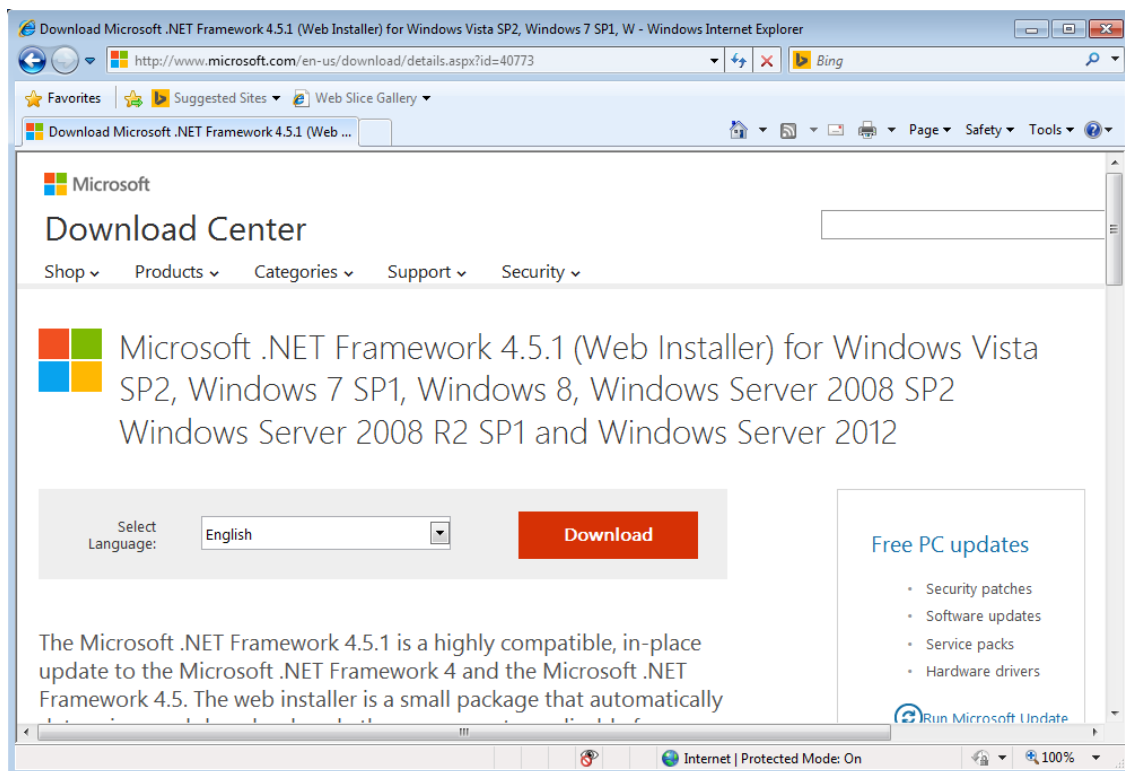 Download Microsoft .NET Framework 4.5.1 (Web Installer) for Windows Vista SP2, Windows 7 SP1, W - Windows Internet Explorer
http://www.microsoft.com/en-us/download/details.aspx?id=40773
Bing
Favorites Suggested Sites Web Slice Gallery
Download Microsoft .NET Framework 4.5.1 (Web ...
Page Safety Tools
Microsoft
Download Center
Shop Products Categories Support Security
Microsoft .NET Framework 4.5.1 (Web Installer) for Windows Vista
SP2, Windows 7 SP1, Windows 8, Windows Server 2008 SP2
Windows Server 2008 R2 SP1 and Windows Server 2012
Select
Language:
English
Download
Free PC updates
• Security patches
• Software updates
• Service packs
• Hardware drivers
Run Microsoft Update
The Microsoft .NET Framework 4.5.1 is a highly compatible, in-place
update to the Microsoft .NET Framework 4 and the Microsoft .NET
Framework 4.5. The web installer is a small package that automatically
Internet | Protected Mode: On
100%